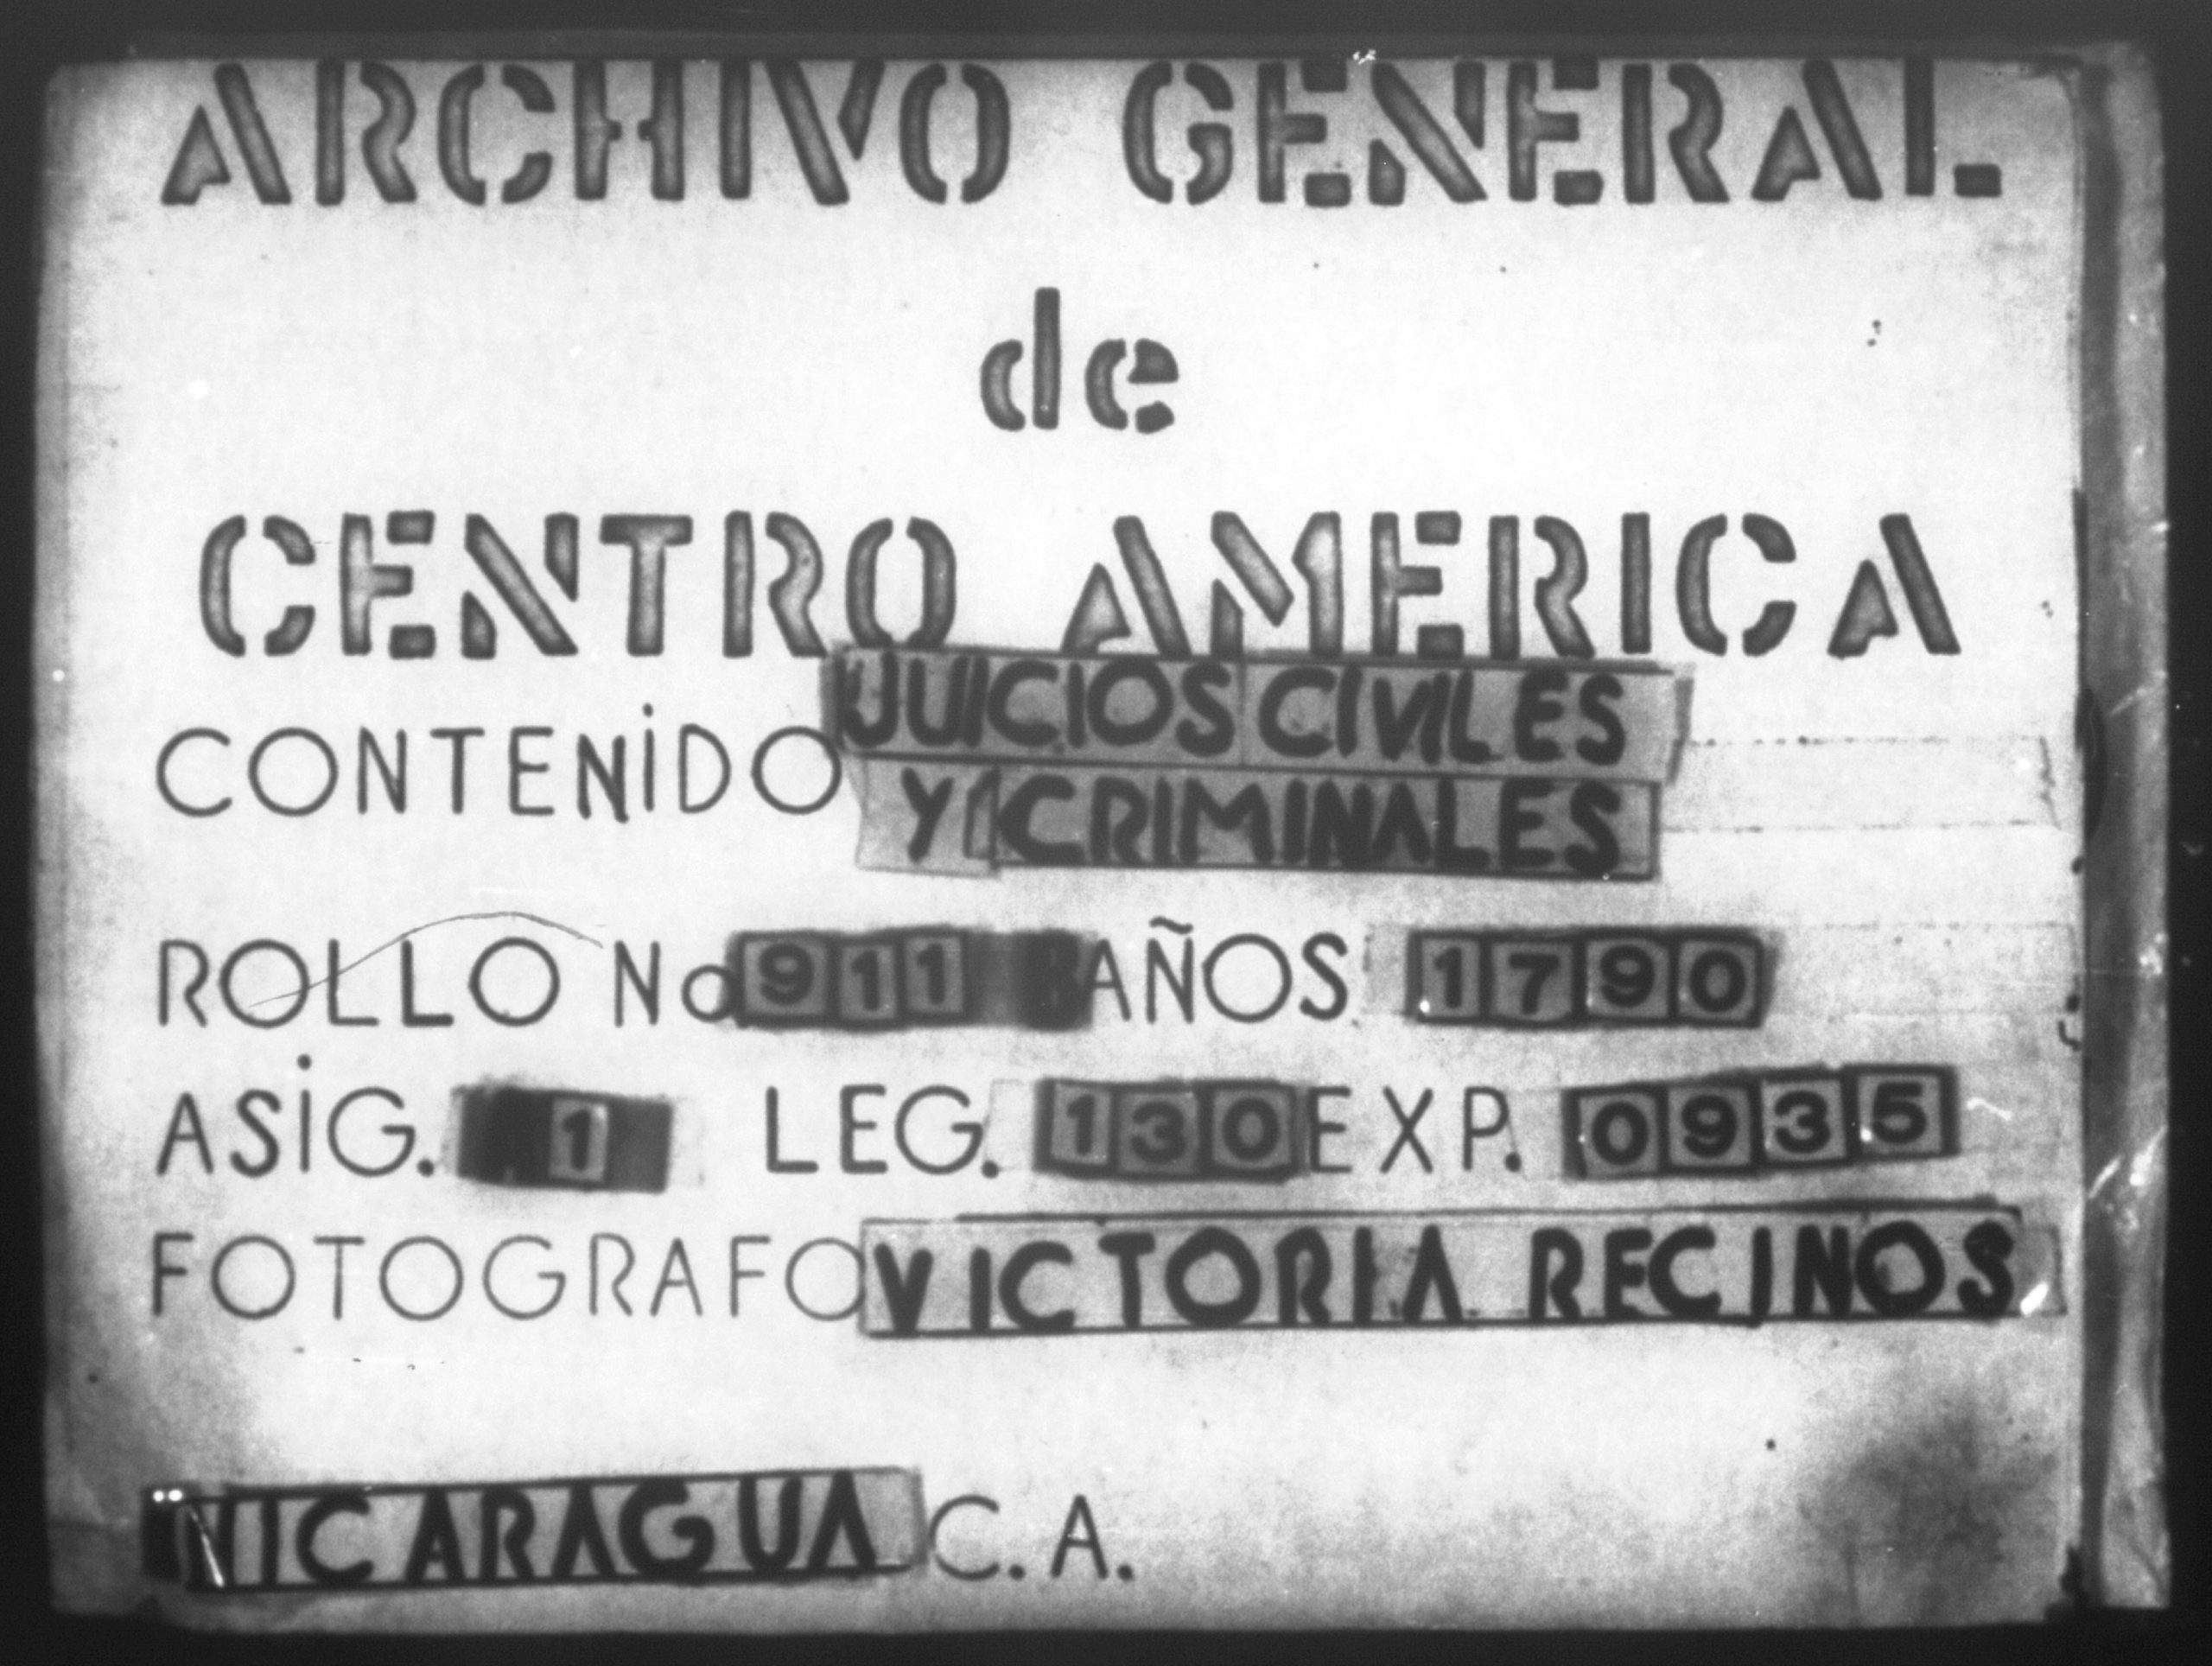 ARCHIVO GENERAL
de
CENTRO AMERICA
CONTENIDO JUICIOS CIVILES
Y CRIMINALES
ROLLO No 911 AÑOS 1790
ASIG. 1 LEG. 130 EXP. 0935
FOTOGRAFO VICTORIA RECINOS
NICARAGUA C.A.